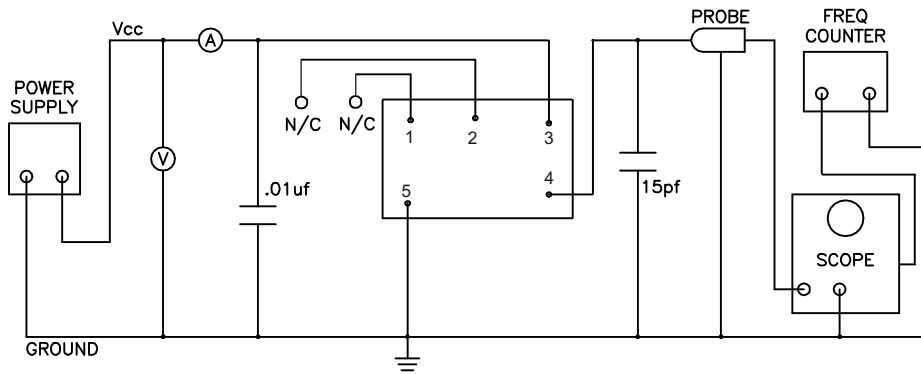 PROBE
FREQ
COUNTER
Vcc
A
POWER
SUPPLY
N/C
N/C
1
2
3
V
4
5
.01uf
15pf
SCOPE
GROUND